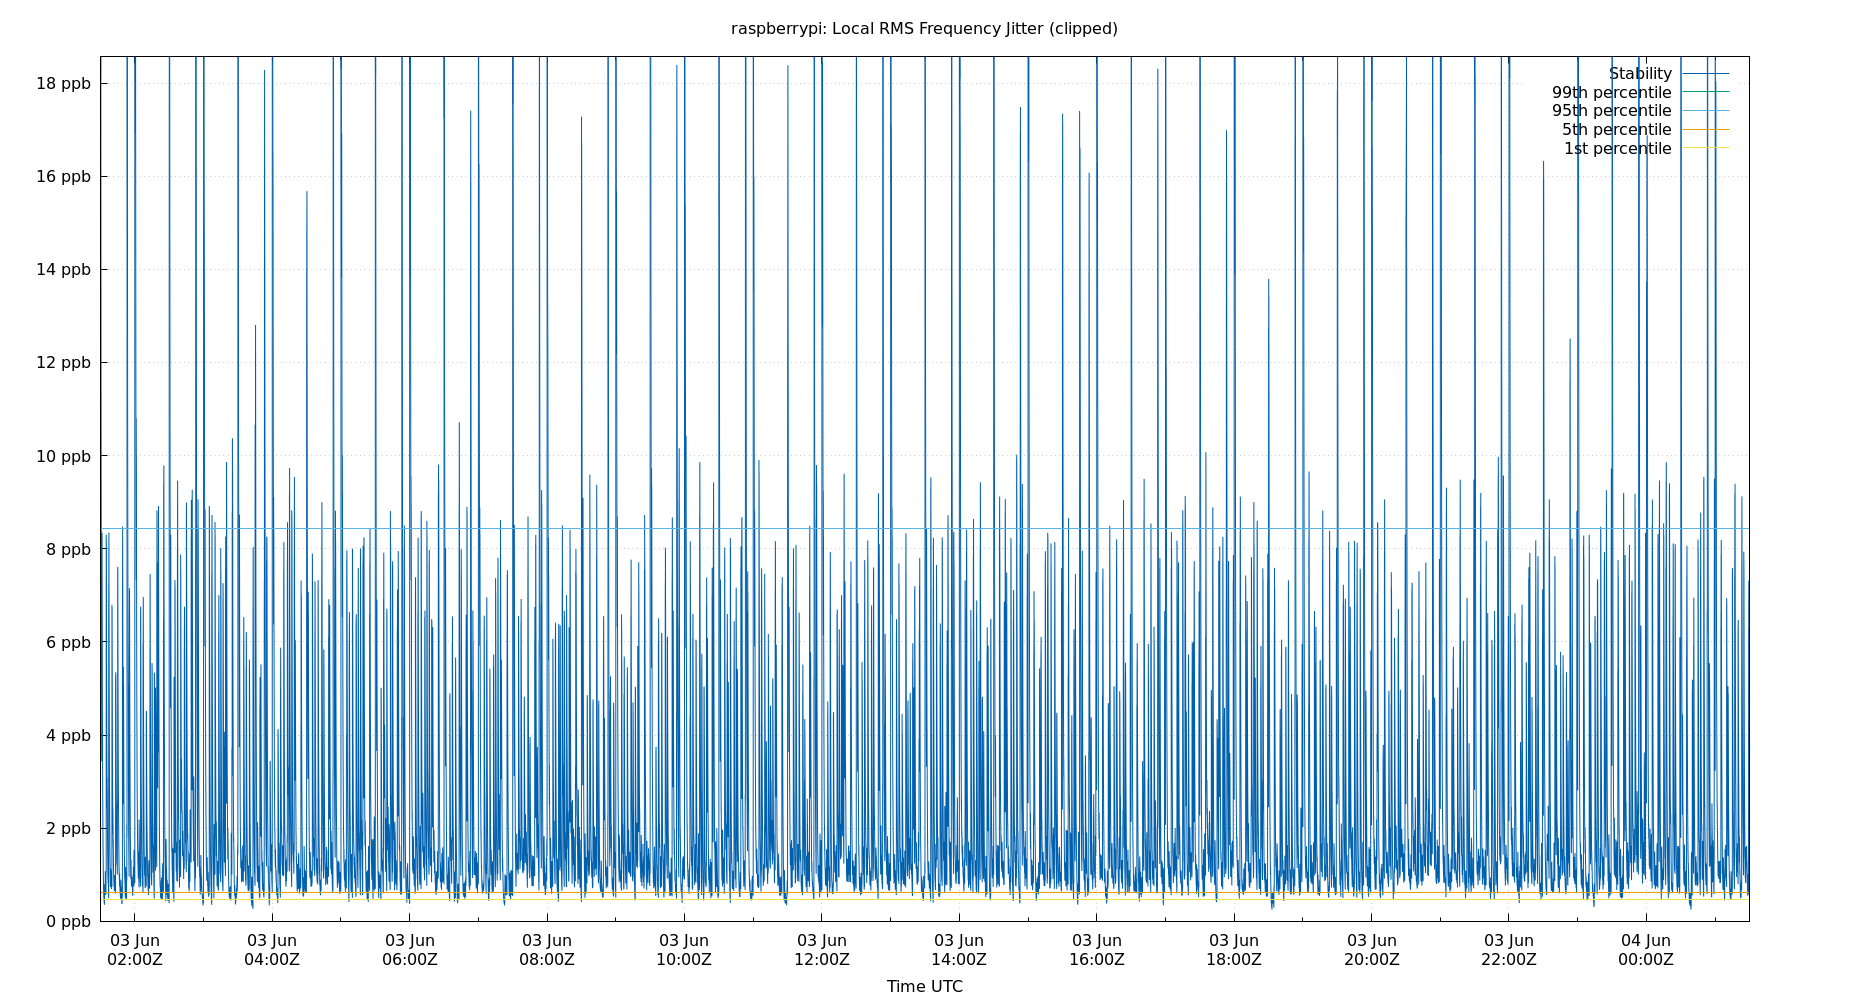 raspberrypi: Local RMS Frequency Jitter (clipped)
18 ppb
16 ppb
14 ppb
12 ppb
10 ppb
8 ppb
6 ppb
4 ppb
2 ppb
0 ppb
Stability
99th percentile
95th percentile
5th percentile
1st percentile
03 Jun 03 Jun 03 Jun 03 Jun 03 Jun 03 Jun 03 Jun 03 Jun 03 Jun 03 Jun 03 Jun 04 Jun
02:00Z 04:00Z 06:00Z 08:00Z 10:00Z 12:00Z 14:00Z 16:00Z 18:00Z 20:00Z 22:00Z 00:00Z
Time UTC